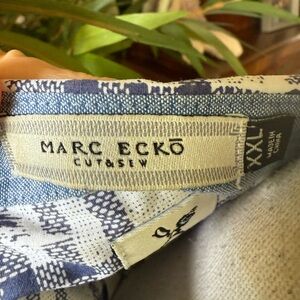 MARC ECKŌ
CUT&SEW
XXL
MADE IN
CHINA